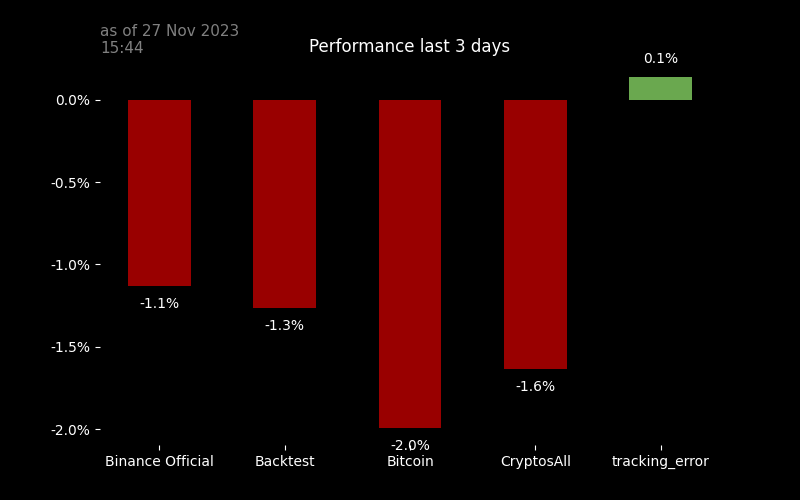 as of 27 Nov 2023
15:44
Performance last 3 days
0.1%
0.0%
-0.5%
-1.0%
-1.5%
-2.0%
-1.1%
-1.3%
-2.0%
-1.6%
Binance Official
Backtest
Bitcoin
CryptosAll
tracking_error